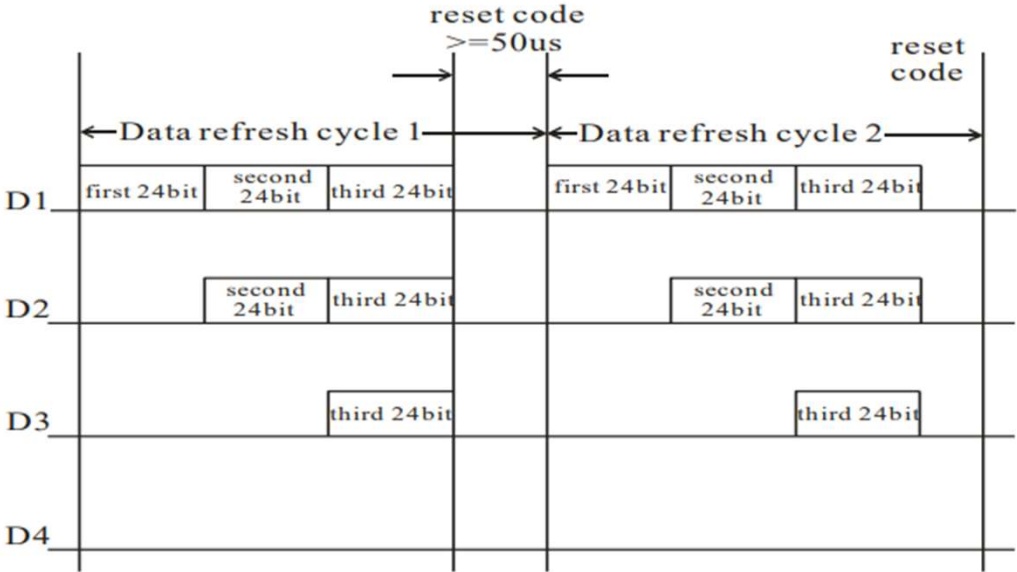 reset code
>=50us
reset
code
Data refresh cycle 1
Data refresh cycle 2
D1
first 24bit
second
24bit
third 24bit
first 24bit
second
24bit
third 24bit
D2
second
24bit
third 24bit
second
24bit
third 24bit
D3
third 24bit
third 24bit
D4